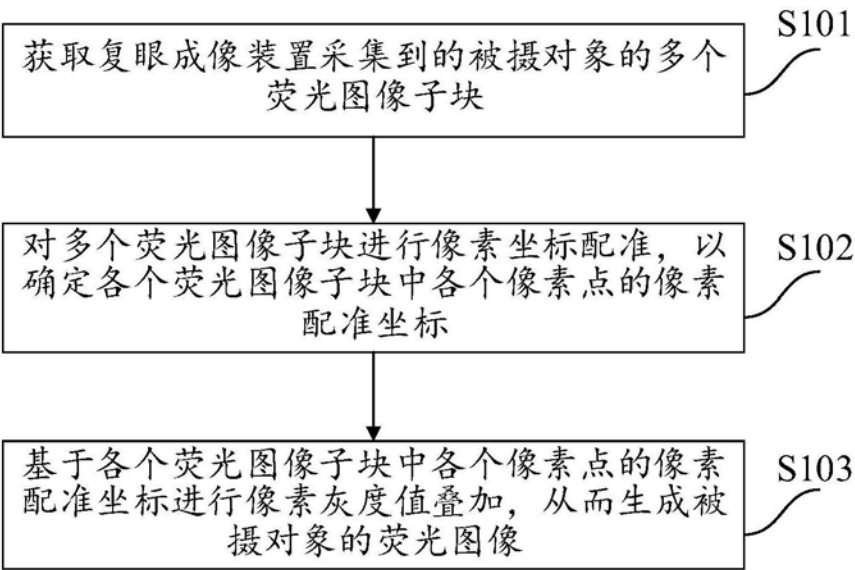 S101
获取复眼成像装置采集到的被摄对象的多个
荧光图像子块
S102
对多个荧光图像子块进行像素坐标配准，以
确定各个荧光图像子块中各个像素点的像素
配准坐标
S103
基于各个荧光图像子块中各个像素点的像素
配准坐标进行像素灰度值叠加，从而生成被
摄对象的荧光图像